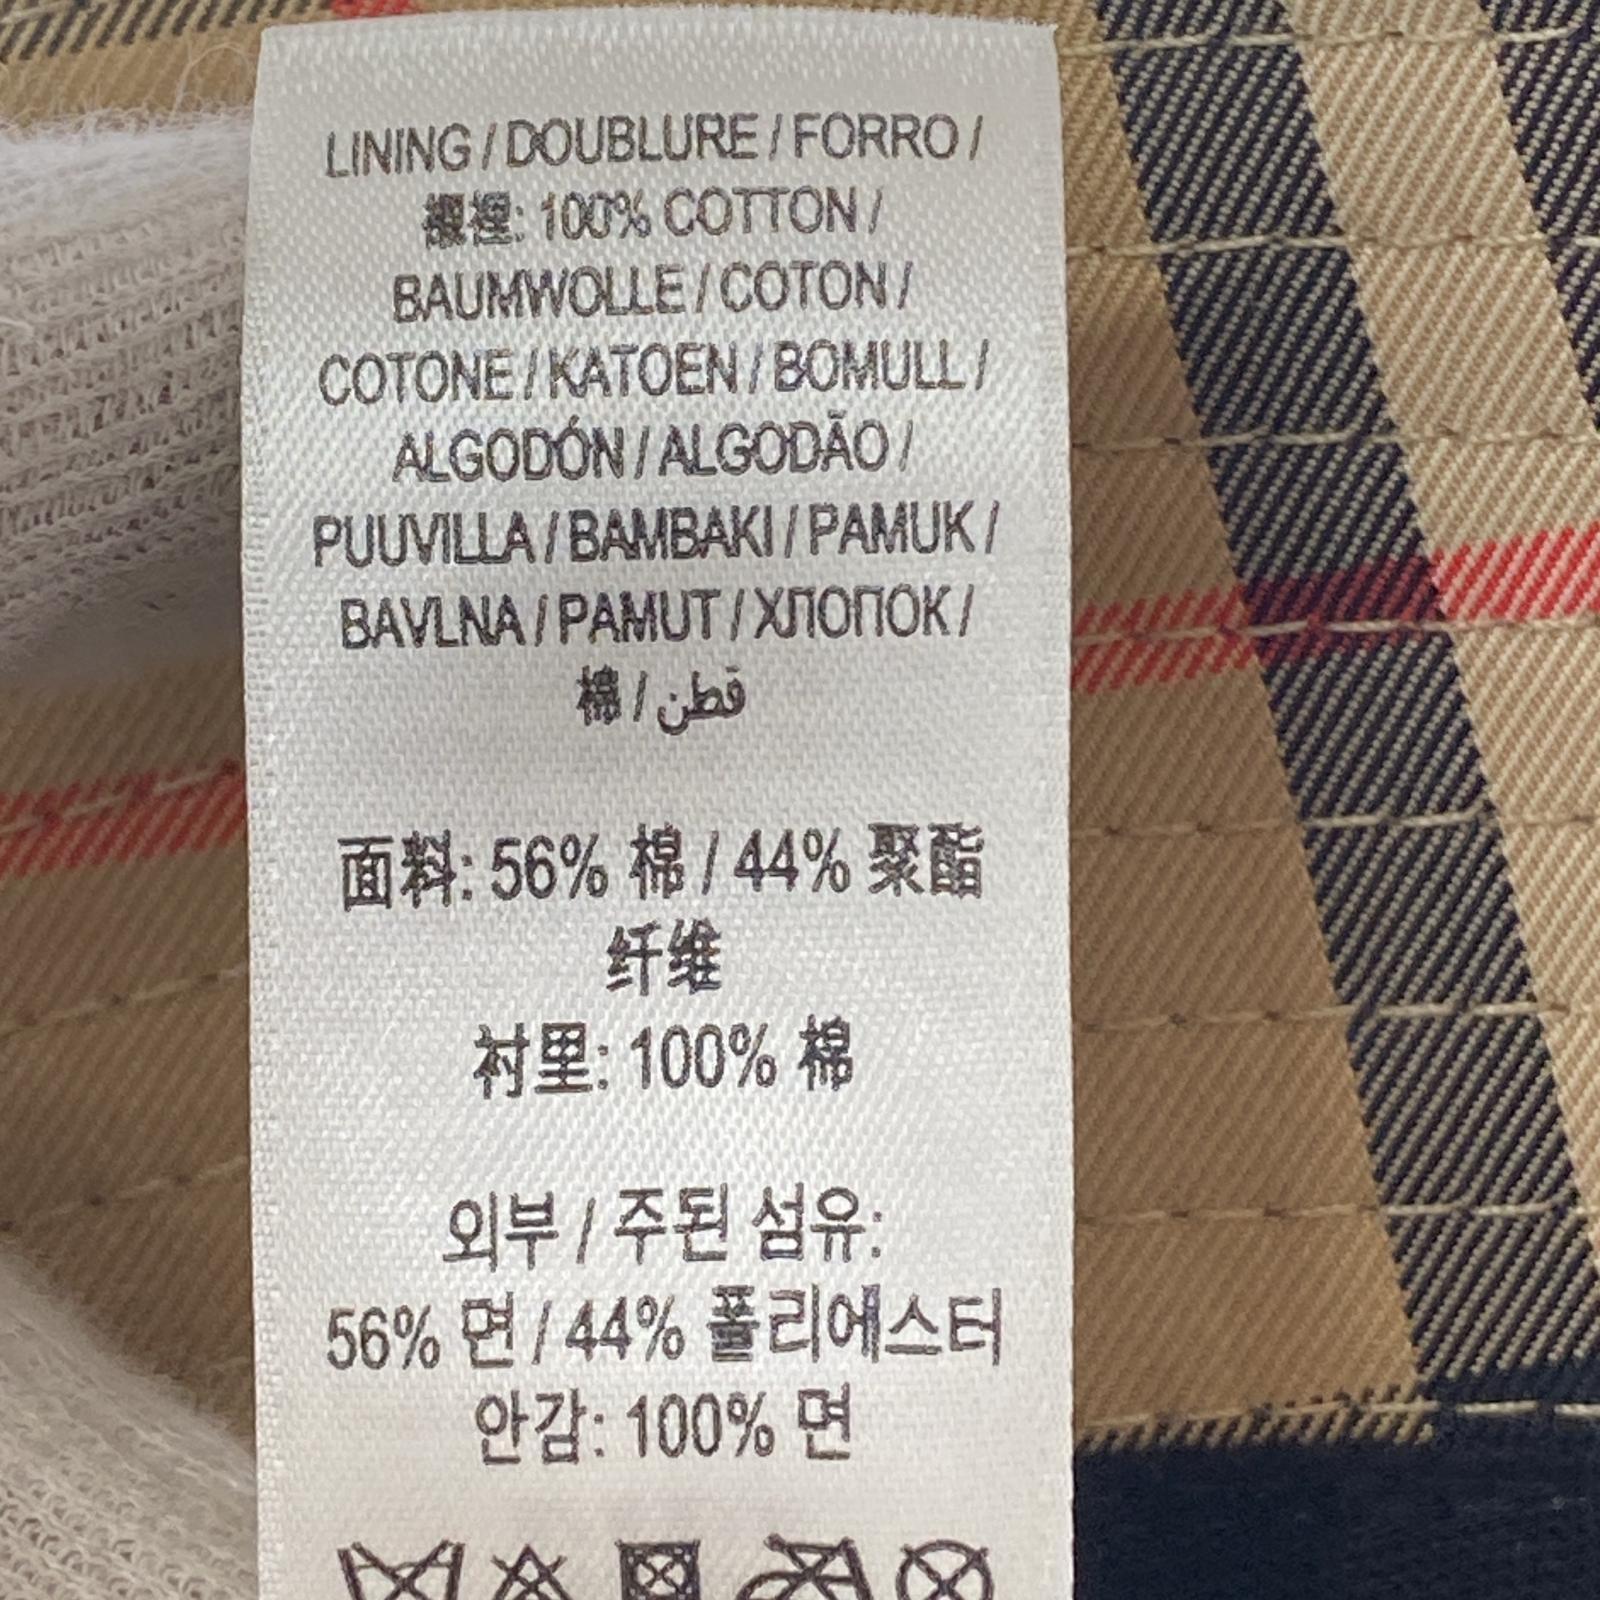 LINING / DOUBLURE / FORRO /
襯裡: 100% COTTON /
BAUMWOLLE / COTON /
COTONE / KATOEN / BOMULL /
ALGODÓN / ALGODÃO /
PUUVILLA / BAMBAKI / PAMUK /
BAVLNA / PAMUT / ХЛОПОК /
棉 / قطن
面料: 56% 棉 / 44% 聚酯
纤维
衬里: 100% 棉
외부 / 주된 섬유:
56% 면 / 44% 폴리에스터
안감: 100% 면